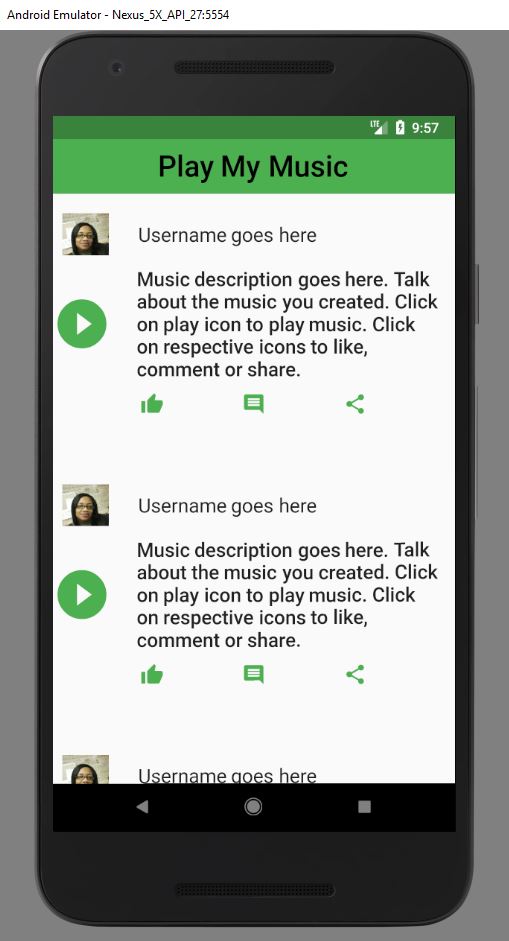 Android Emulator - Nexus_5X_API_27:5554
LTE 9:57
Play My Music
Username goes here
Music description goes here. Talk
about the music you created. Click
on play icon to play music. Click
on respective icons to like,
comment or share.
Username goes here
Music description goes here. Talk
about the music you created. Click
on play icon to play music. Click
on respective icons to like,
comment or share.
Username goes here